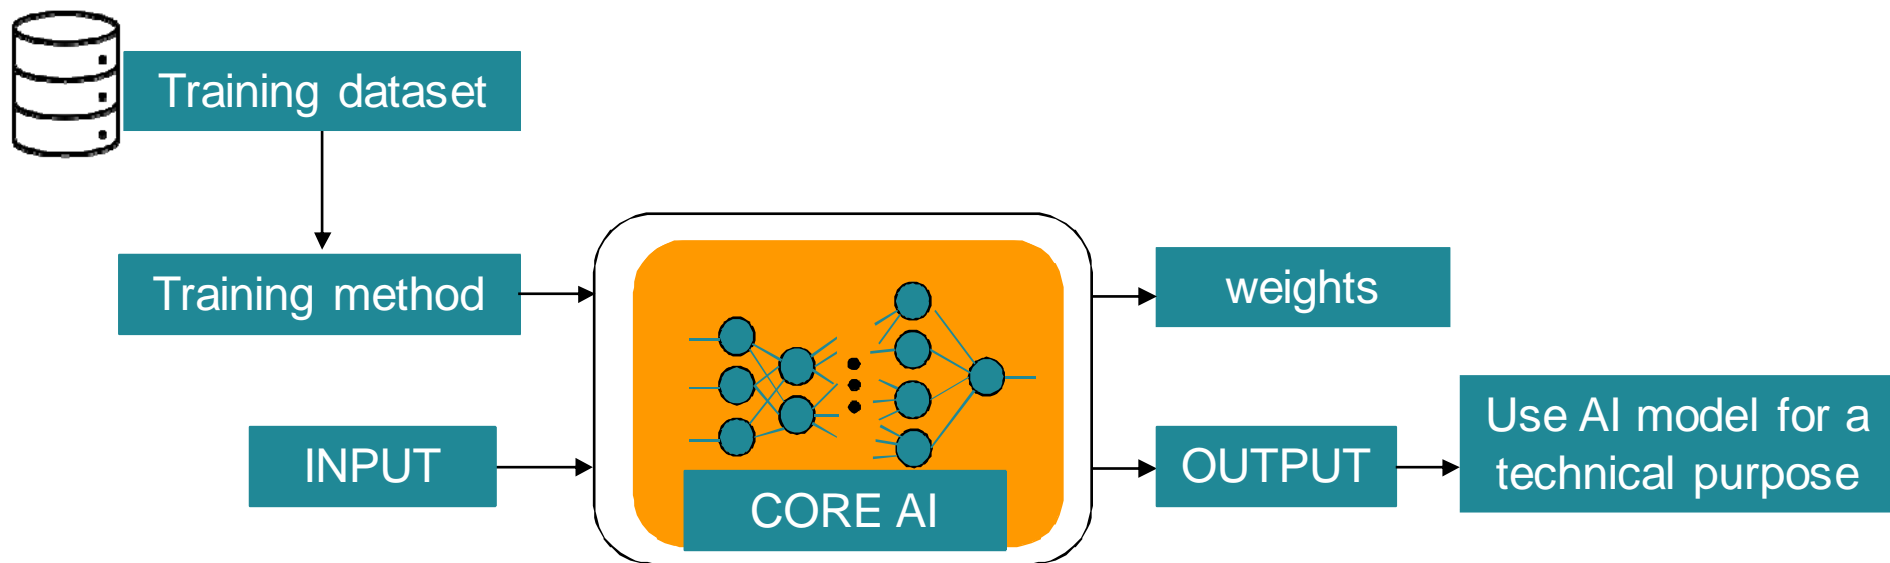 Training dataset
Training method
weights
INPUT
CORE AI
OUTPUT
Use AI model for a
technical purpose